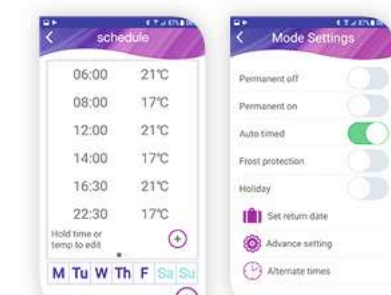 schedule
06:00 21℃
08:00 17℃
12:00 21℃
14:00 17℃
16:30 21℃
22:30 17℃
Hold time or
temp to edit
M Tu W Th F Sa Su
Mode Settings
Permanent off
Permanent on
Auto timed
Frost protection
Holiday
Set return date
Advance setting
Alternate times